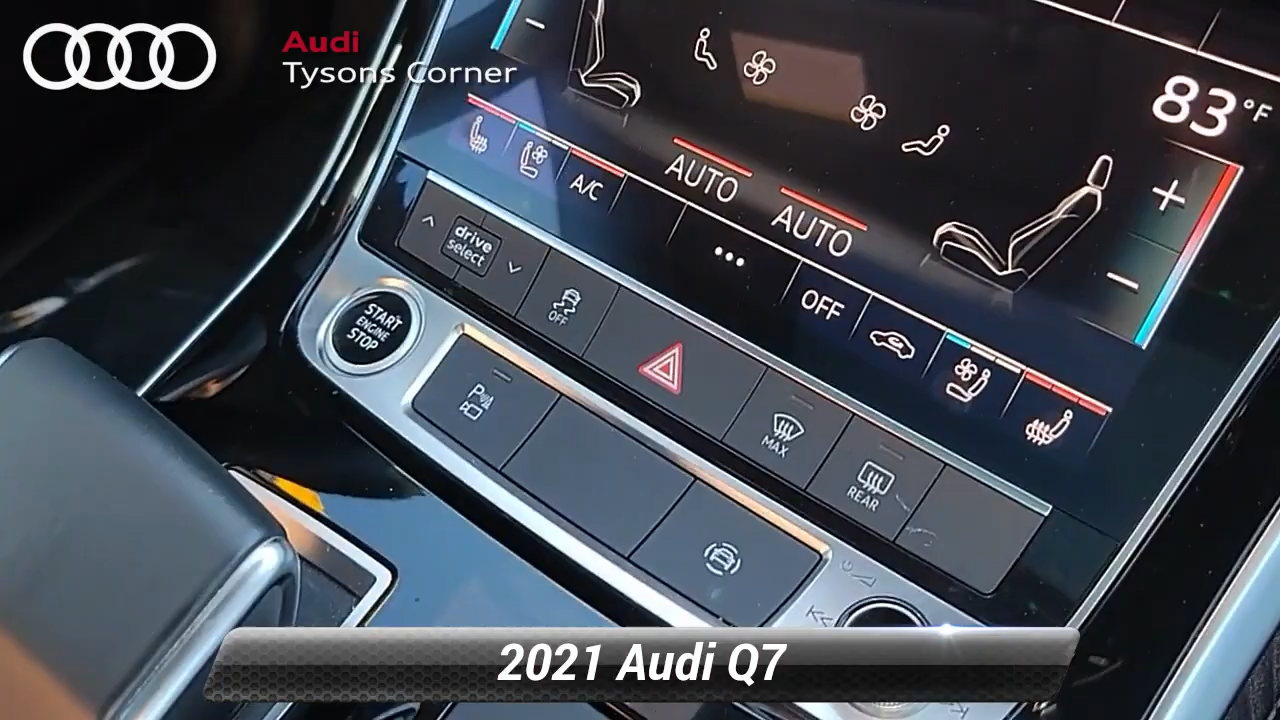 Audi
Tysons Corner
83°F
A/C
AUTO
AUTO
OFF
drive
select
OFF
START
ENGINE
STOP
P
MAX
REAR
2021 Audi Q7